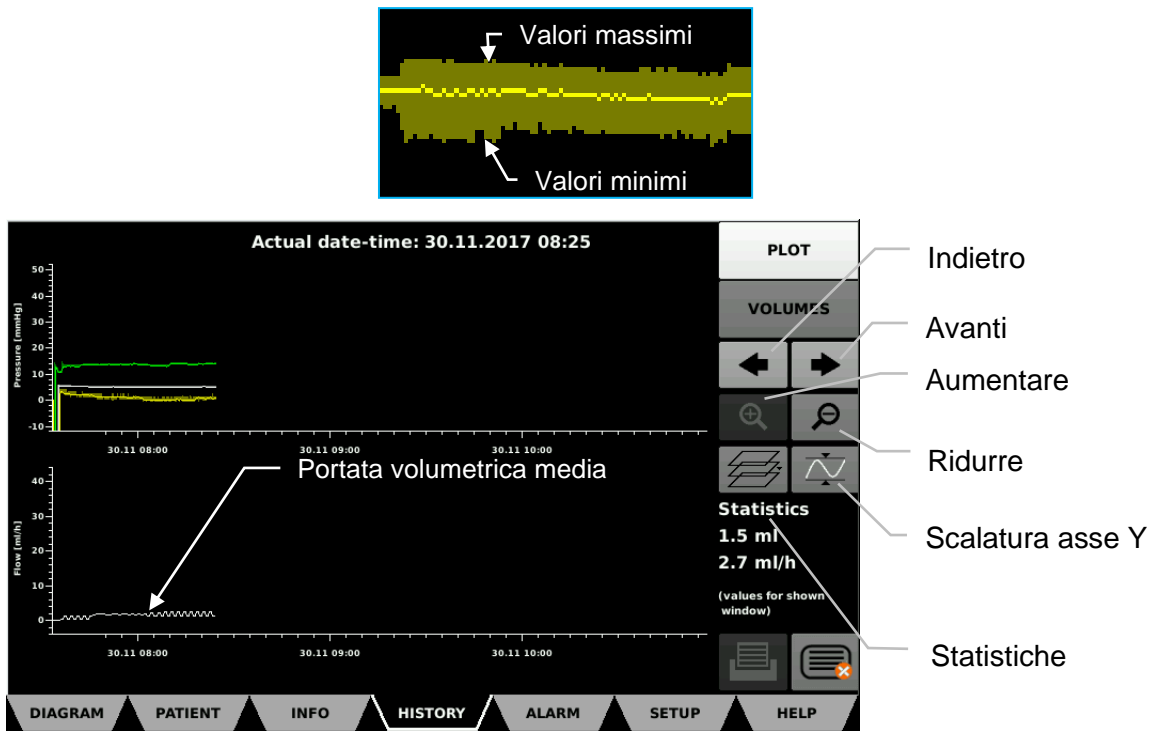 Valori massimi
Valori minimi
Actual date-time: 30.11.2017 08:25
PLOT
Indietro
VOLUMES
Avanti
Aumentare
Ridurre
Scalatura asse Y
Pressure [mmHg]
50
40
30
20
10
0
-10
30.11 08:00
30.11 09:00
30.11 10:00
Portata volumetrica media
Flow [ml/h]
40
30
20
10
0
30.11 08:00
30.11 09:00
30.11 10:00
Statistics
1.5 ml
2.7 ml/h
(values for shown
window)
Statistiche
DIAGRAM
PATIENT
INFO
HISTORY
ALARM
SETUP
HELP